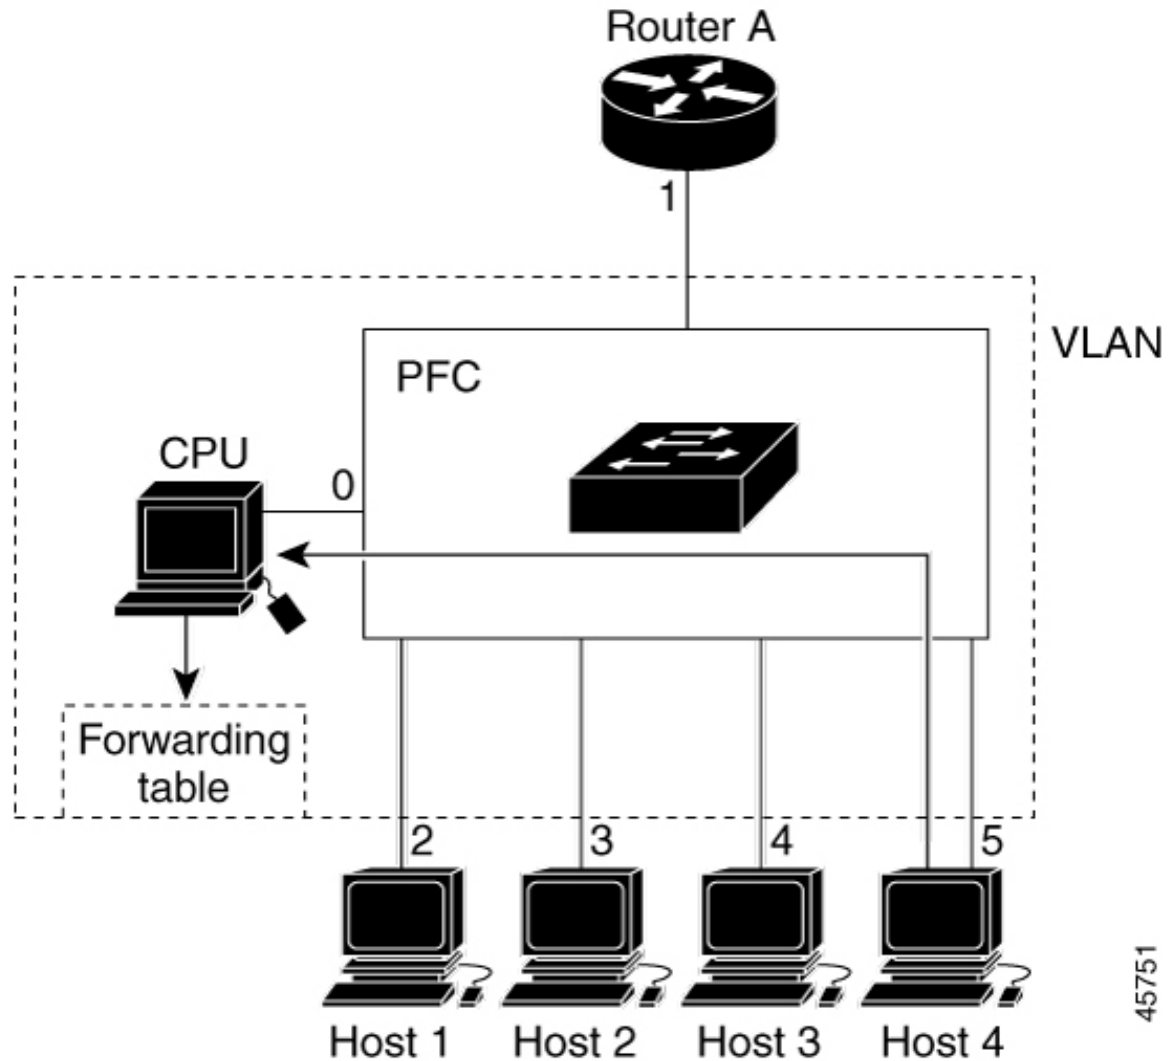 Router A
1
VLAN
PFC
CPU
0
Forwarding
table
2
3
4
5
Host 1
Host 2
Host 3
Host 4
45751